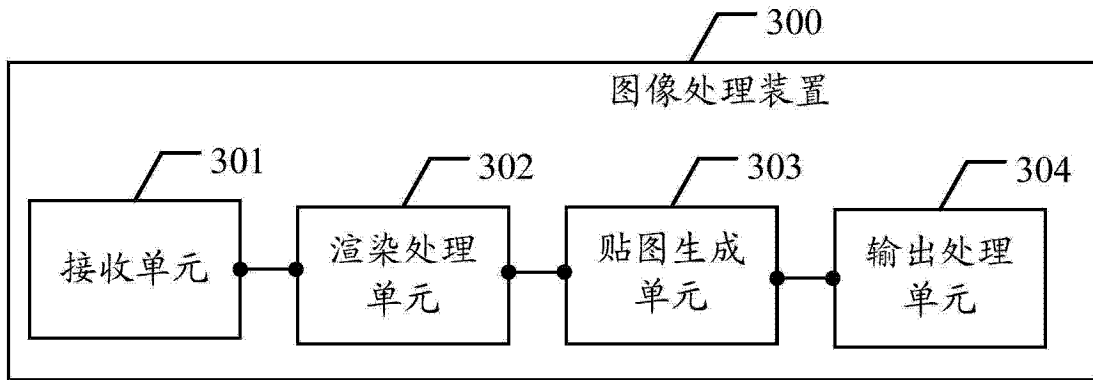 300
图像处理装置
301
302
303
304
接收单元
渲染处理
单元
贴图生成
单元
输出处理
单元